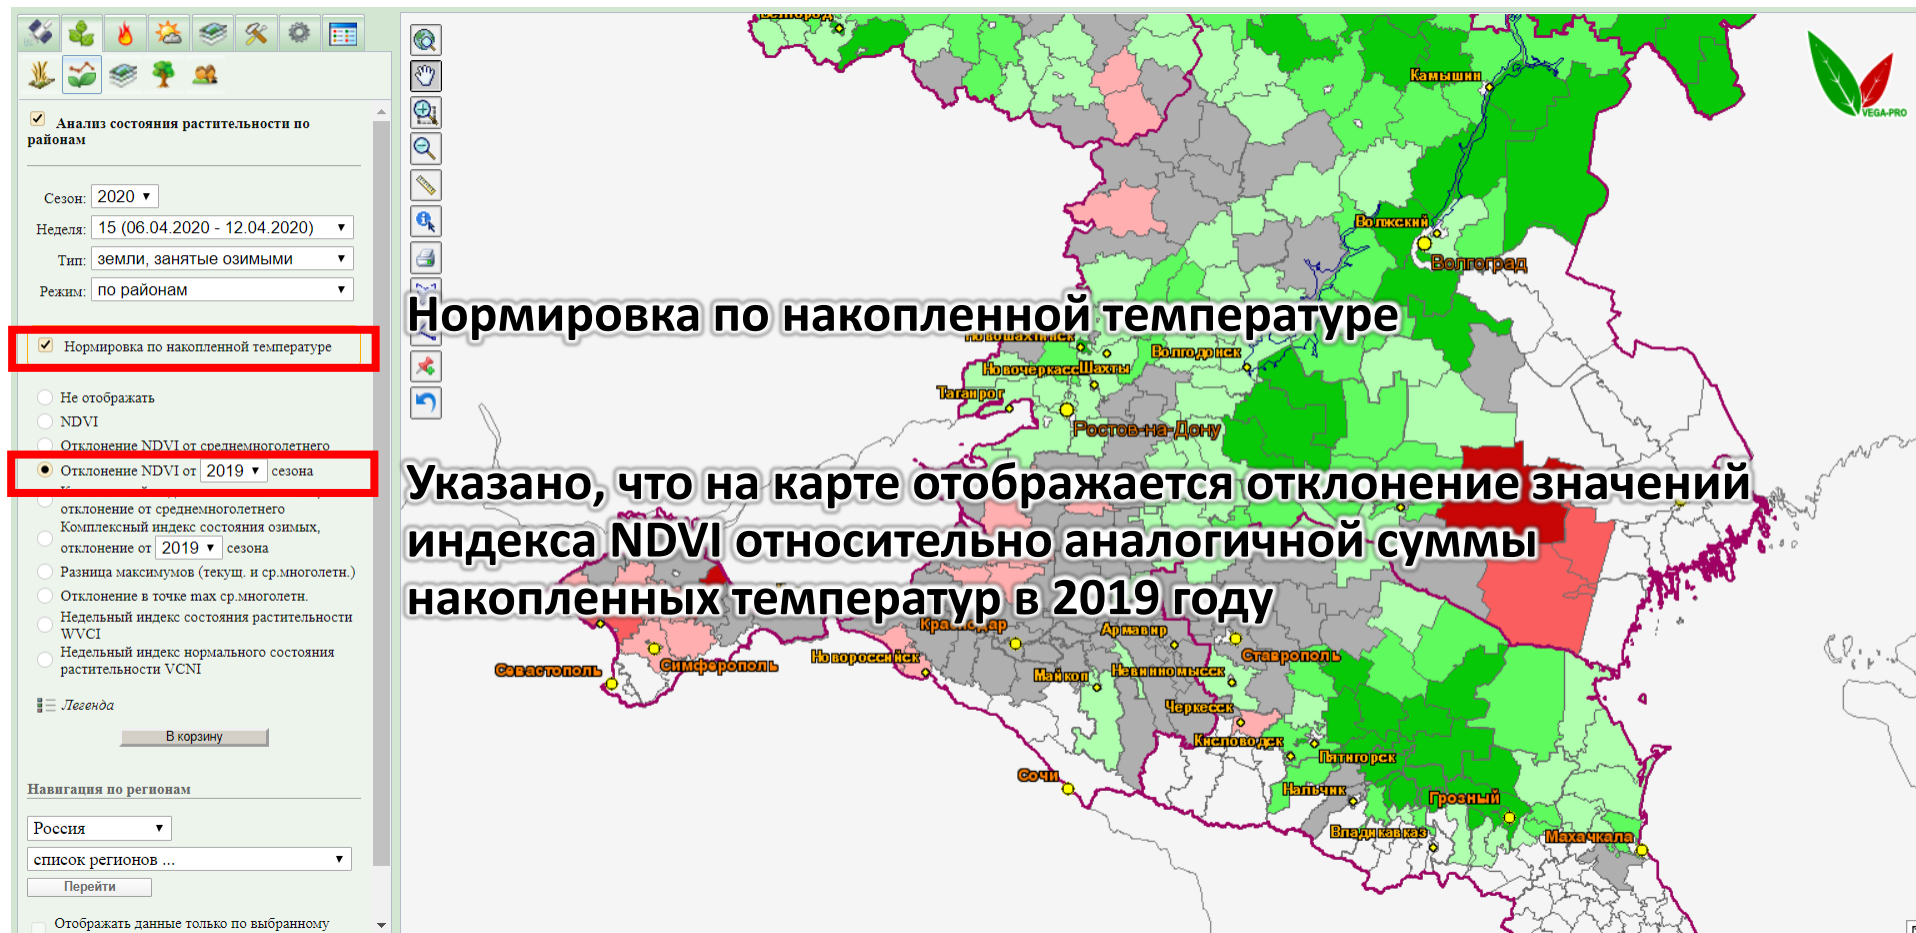 Анализ состояния растительности по
районам
Сезон: 2020
Неделя: 15 (06.04.2020 - 12.04.2020)
Тип: земли, занятые озимыми
Режим: по районам
Нормировка по накопленной температуре
Не отображать
NDVI
Отклонение NDVI от среднемноголетнего
Отклонение NDVI от 2019 сезона
отклонение от среднемноголетнего
Комплексный индекс состояния озимых,
отклонение от 2019 сезона
Разница максимумов (текущ. и ср.многолетн.)
Отклонение в точке max ср.многолетн.
Недельный индекс состояния растительности
WVCI
Недельный индекс нормального состояния
растительности VCNI
Легенда
В корзину
Навигация по регионам
Россия
список регионов ...
Перейти
Отображать данные только по выбранному
Белгород
Камышин
VEGA-PRO
Волжский
Волгоград
Нормировка по накопленной температуре
Новошахтинск
Волгодонск
Новочеркасс
Шахты
Таганрог
Ростов-на-Дону
Указано, что на карте отображается отклонение значений
индекса NDVI относительно аналогичной суммы
накопленных температур в 2019 году
Краснодар
Армавир
Ставрополь
Севастополь
Симферополь
Новороссийск
Майкоп
Невинномысск
Черкесск
Кисловодск
Пятигорск
Сочи
Нальчик
Грозный
Владикавказ
Махачкала